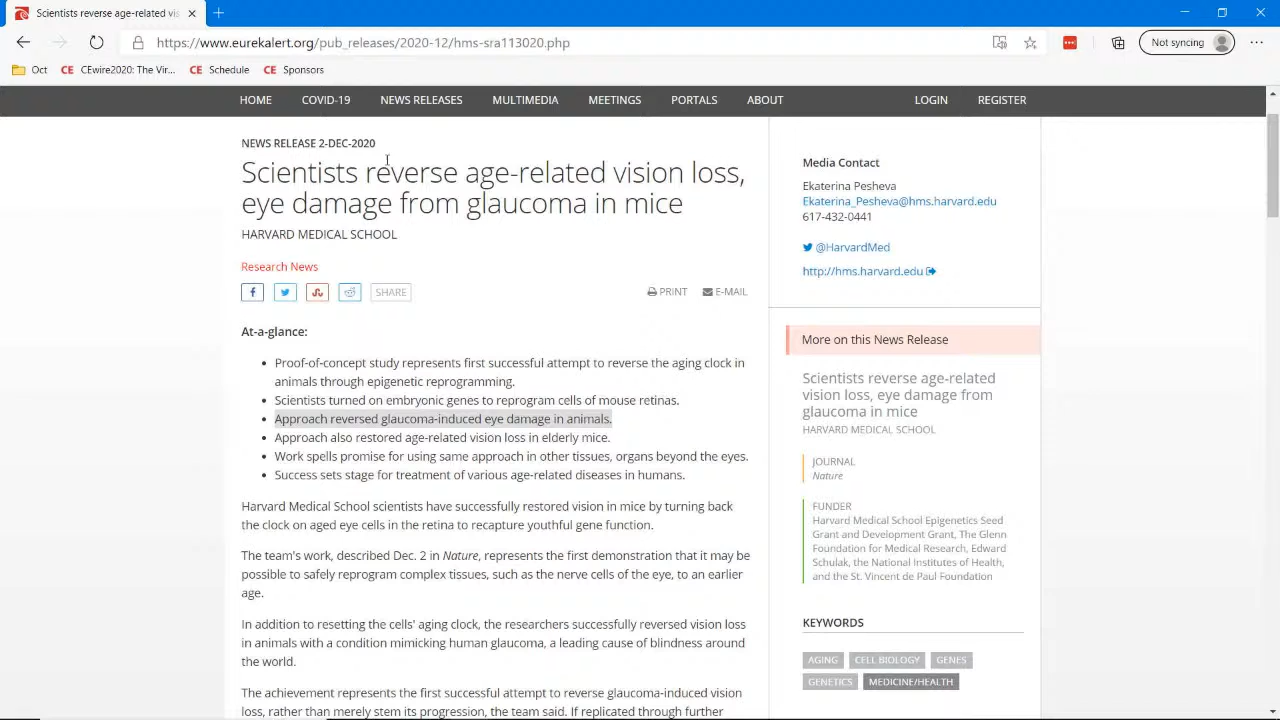 Scientists reverse age-related vis
https://www.eurekalert.org/pub_releases/2020-12/hms-sra113020.php
Not syncing
Oct
CE CEwire2020: The Vir...
CE Schedule
CE Sponsors
HOME
COVID-19
NEWS RELEASES
MULTIMEDIA
MEETINGS
PORTALS
ABOUT
LOGIN
REGISTER
NEWS RELEASE 2-DEC-2020
Scientists reverse age-related vision loss,
eye damage from glaucoma in mice
HARVARD MEDICAL SCHOOL
Research News
SHARE
PRINT
E-MAIL
At-a-glance:
• Proof-of-concept study represents first successful attempt to reverse the aging clock in
animals through epigenetic reprogramming.
• Scientists turned on embryonic genes to reprogram cells of mouse retinas.
• Approach reversed glaucoma-induced eye damage in animals.
• Approach also restored age-related vision loss in elderly mice.
• Work spells promise for using same approach in other tissues, organs beyond the eyes.
• Success sets stage for treatment of various age-related diseases in humans.
Harvard Medical School scientists have successfully restored vision in mice by turning back
the clock on aged eye cells in the retina to recapture youthful gene function.
The team's work, described Dec. 2 in Nature, represents the first demonstration that it may be
possible to safely reprogram complex tissues, such as the nerve cells of the eye, to an earlier
age.
In addition to resetting the cells' aging clock, the researchers successfully reversed vision loss
in animals with a condition mimicking human glaucoma, a leading cause of blindness around
the world.
The achievement represents the first successful attempt to reverse glaucoma-induced vision
loss, rather than merely stem its progression, the team said. If replicated through further
Media Contact
Ekaterina Pesheva
Ekaterina_Pesheva@hms.harvard.edu
617-432-0441
@HarvardMed
http://hms.harvard.edu
More on this News Release
Scientists reverse age-related
vision loss, eye damage from
glaucoma in mice
HARVARD MEDICAL SCHOOL
JOURNAL
Nature
FUNDER
Harvard Medical School Epigenetics Seed
Grant and Development Grant, The Glenn
Foundation for Medical Research, Edward
Schulak, the National Institutes of Health,
and the St. Vincent de Paul Foundation
KEYWORDS
AGING
CELL BIOLOGY
GENES
GENETICS
MEDICINE/HEALTH